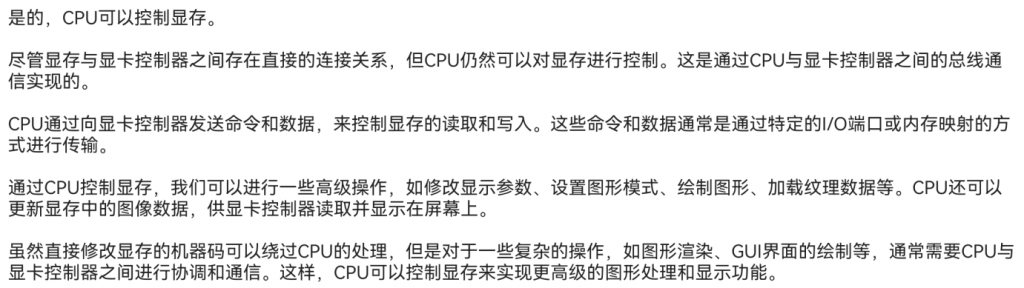 是的，CPU可以控制显存。
尽管显存与显卡控制器之间存在直接的连接关系，但CPU仍然可以对显存进行控制。这是通过CPU与显卡控制器之间的总线通
信实现的。
CPU通过向显卡控制器发送命令和数据，来控制显存的读取和写入。这些命令和数据通常是通过特定的I/O端口或内存映射的方
式进行传输。
通过CPU控制显存，我们可以进行一些高级操作，如修改显示参数、设置图形模式、绘制图形、加载纹理数据等。CPU还可以
更新显存中的图像数据，供显卡控制器读取并显示在屏幕上。
虽然直接修改显存的机器码可以绕过CPU的处理，但是对于一些复杂的操作，如图形渲染、GUI界面的绘制等，通常需要CPU与
显卡控制器之间进行协调和通信。这样，CPU可以控制显存来实现更高级的图形处理和显示功能。